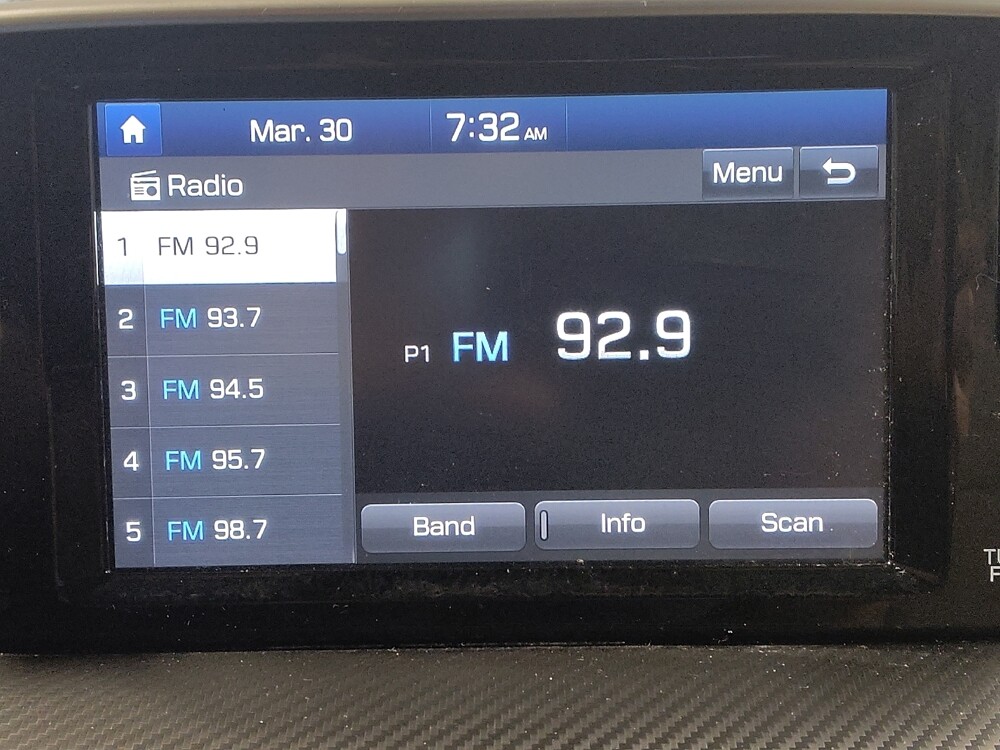 Mar. 30 7:32 AM
Radio Menu
1 FM 92.9
2 FM 93.7
3 FM 94.5
4 FM 95.7
5 FM 98.7
P1 FM 92.9
Band Info Scan